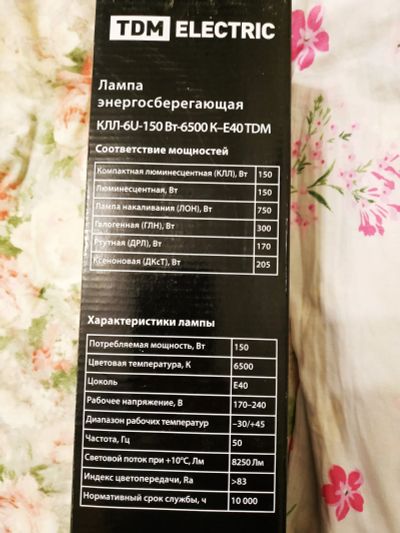 TDM ELECTRIC
Лампа
энергосберегающая
КЛЛ-6U-150 Вт-6500 К–Е40 TDM
Соответствие мощностей
Компактная люминесцентная (КЛЛ), Вт 150
Люминесцентная, Вт 150
Лампа накаливания (ЛОН), Вт 750
Галогенная (ГЛН), Вт 300
Ртутная (ДРЛ), Вт 170
Ксеноновая (ДКсТ), Вт 205
Характеристики лампы
Потребляемая мощность, Вт 150
Цветовая температура, К 6500
Цоколь Е40
Рабочее напряжение, В 170–240
Диапазон рабочих температур –30/+45
Частота, Гц 50
Световой поток при +10°С, Лм 8250 Лм
Индекс цветопередачи, Ra >83
Нормативный срок службы, ч 10 000